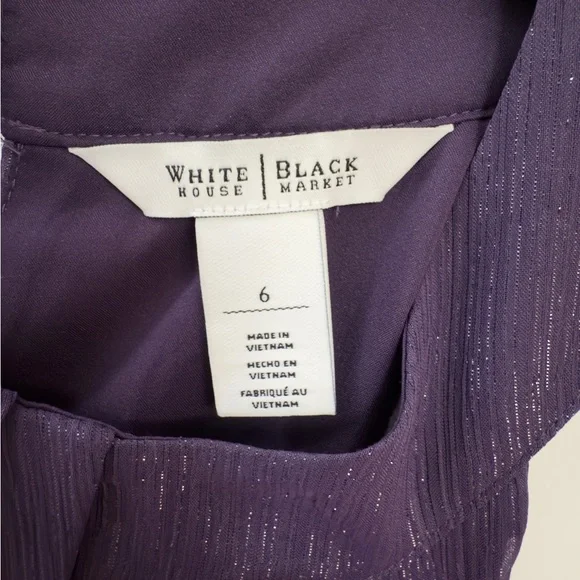 WHITE | BLACK
HOUSE | MARKET
6
MADE IN
VIETNAM
HECHO EN
VIETNAM
FABRIQUÉ AU
VIETNAM